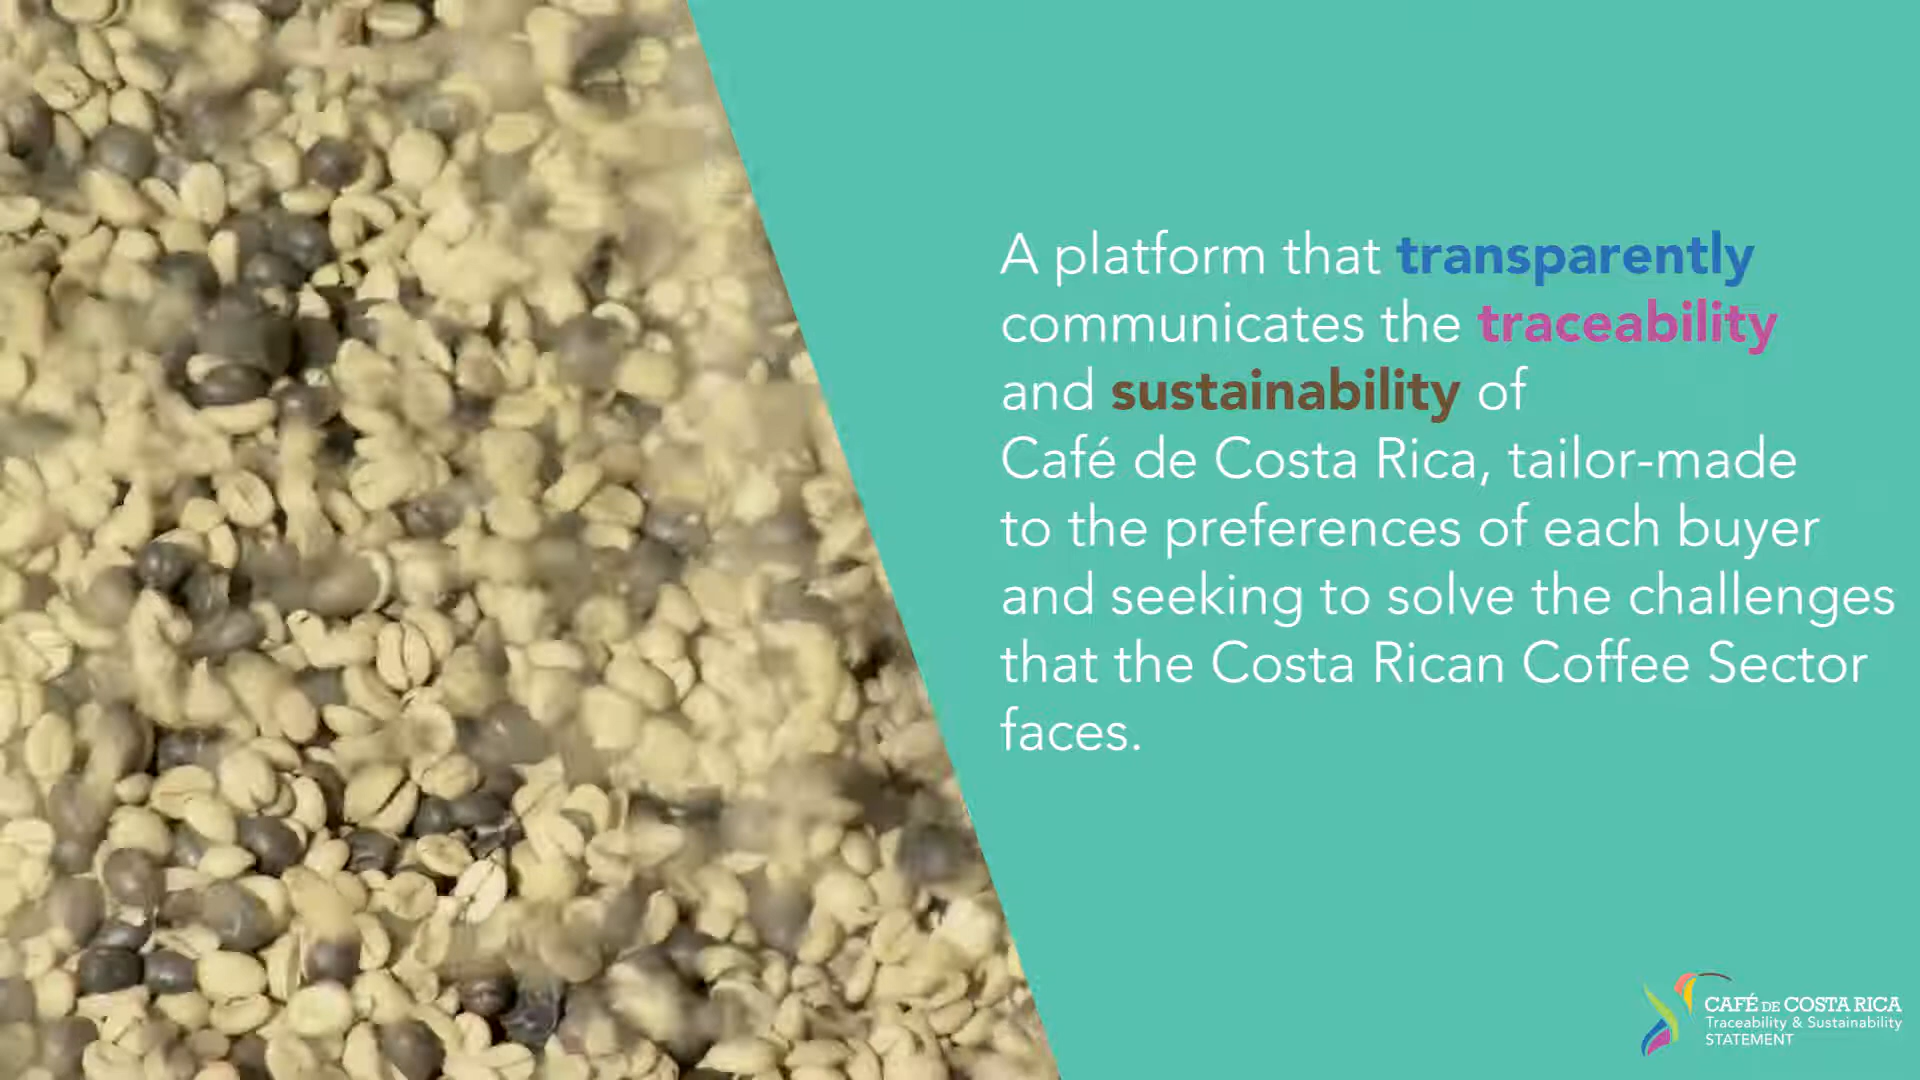 A platform that transparently
communicates the traceability
and sustainability of
Café de Costa Rica, tailor-made
to the preferences of each buyer
and seeking to solve the challenges
that the Costa Rican Coffee Sector
faces.
CAFÉ DE COSTA RICA
Traceability & Sustainability
STATEMENT